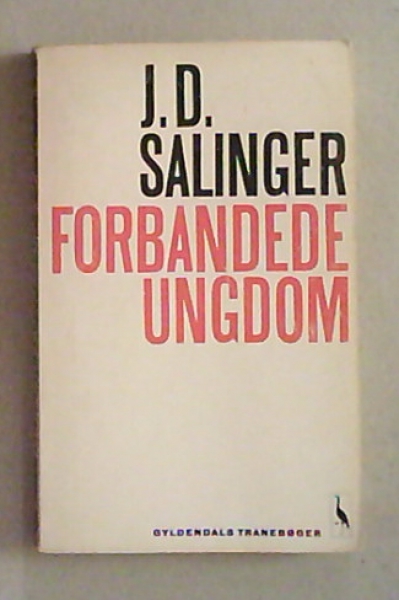 J.D.
SALINGER
FORBANDEDE
UNGDOM
GYLDENDALS TRANEBØGER